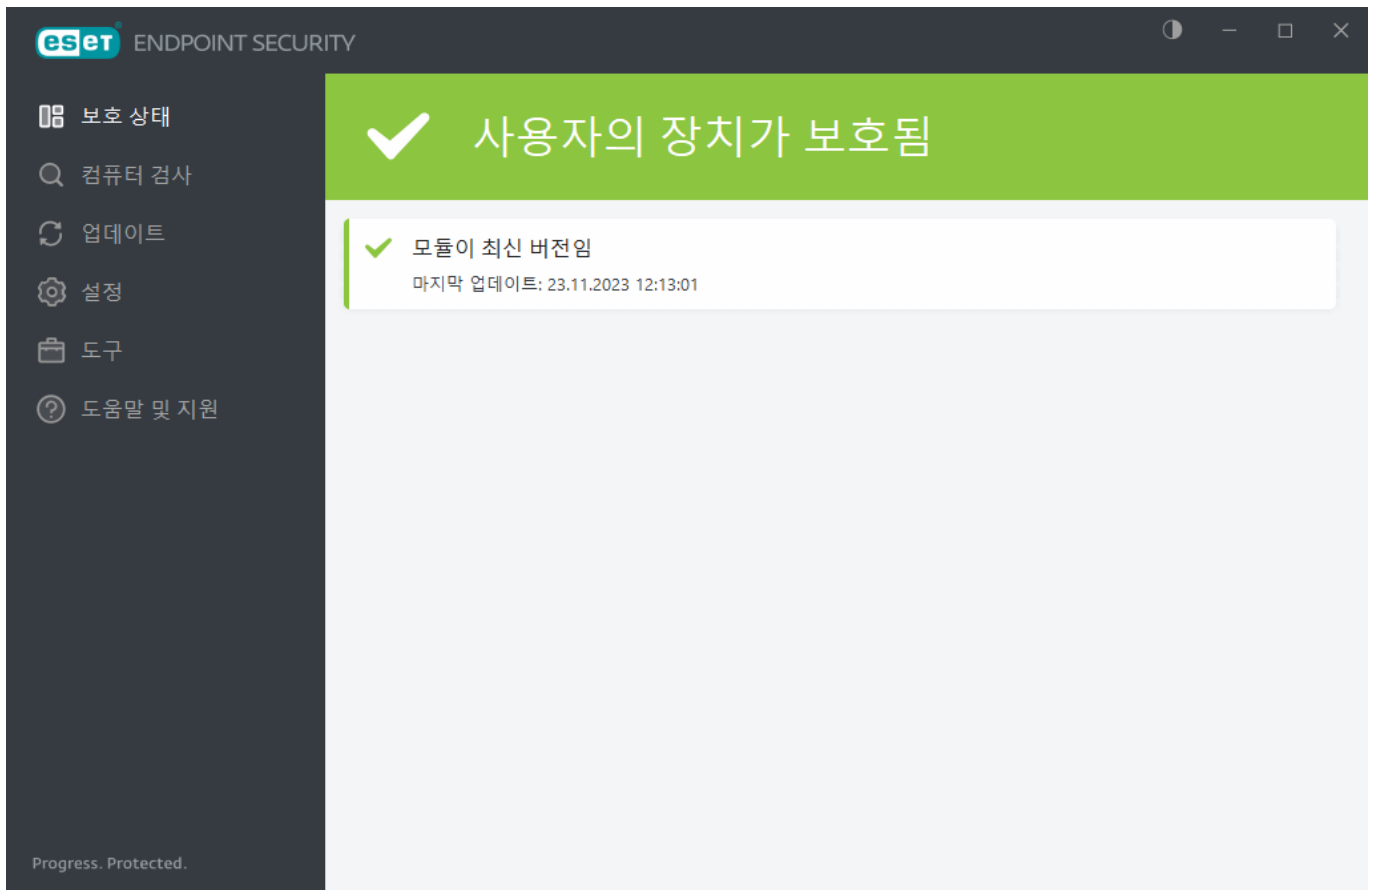 eset ENDPOINT SECURITY
보호 상태
컴퓨터 검사
업데이트
설정
도구
도움말 및 지원
Progress. Protected.
사용자의 장치가 보호됨
모듈이 최신 버전임
마지막 업데이트: 23.11.2023 12:13:01